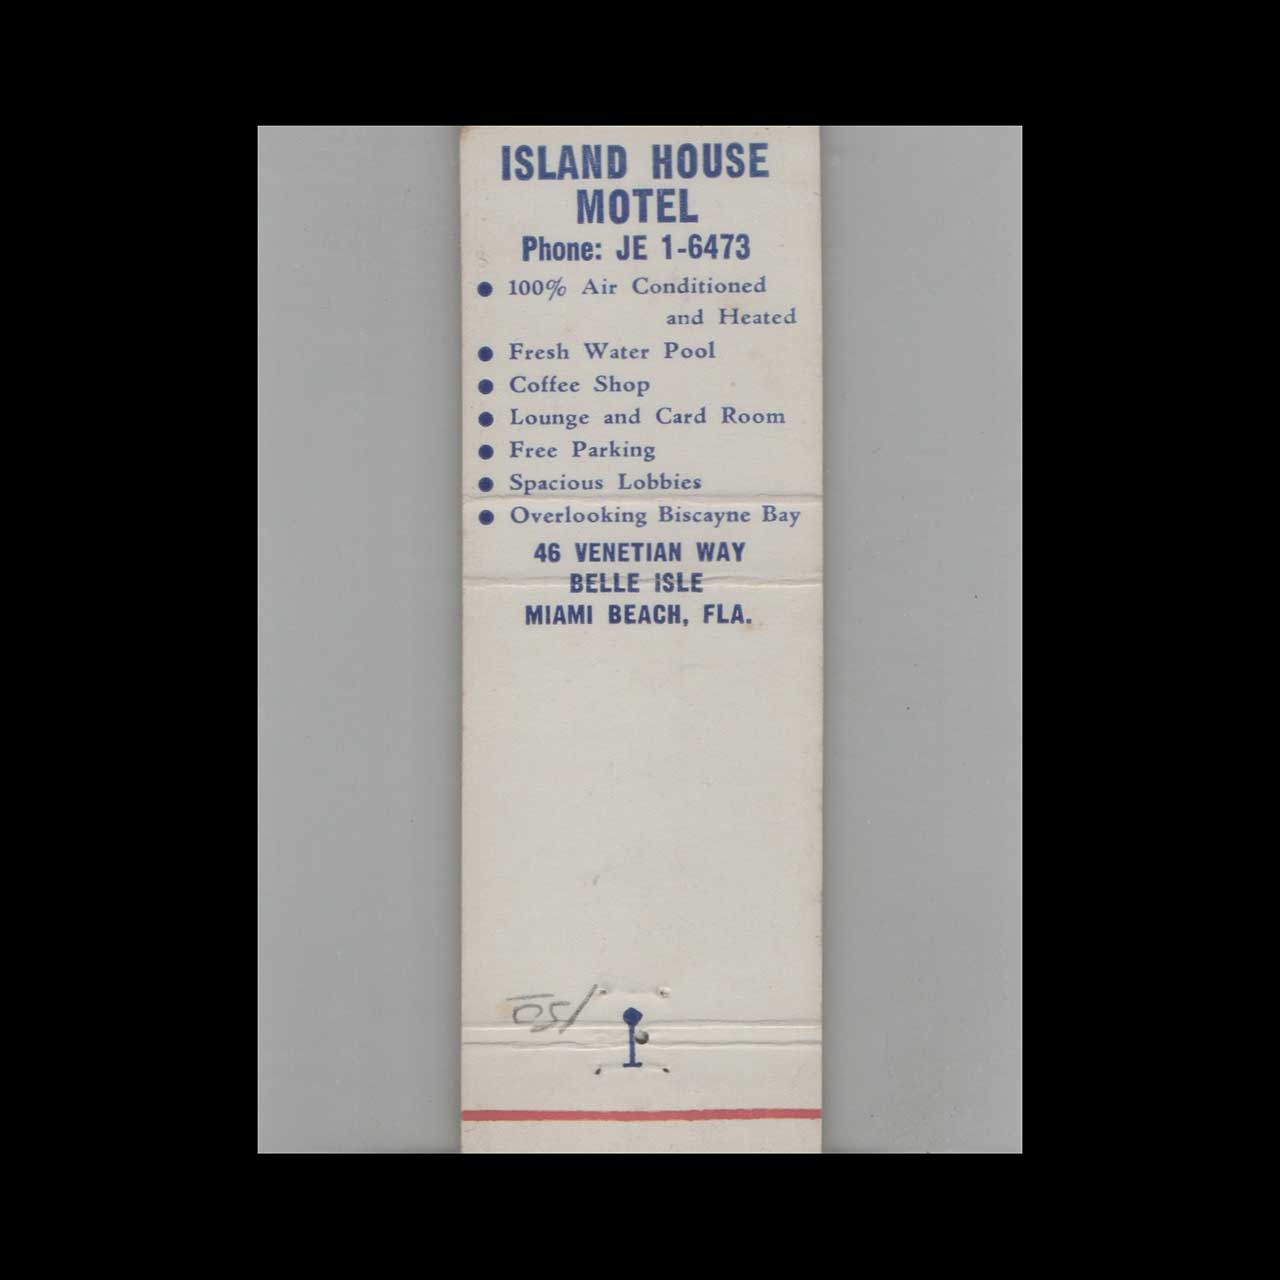 ISLAND HOUSE
MOTEL
Phone: JE 1-6473
● 100% Air Conditioned
and Heated
● Fresh Water Pool
● Coffee Shop
● Lounge and Card Room
● Free Parking
● Spacious Lobbies
● Overlooking Biscayne Bay
46 VENETIAN WAY
BELLE ISLE
MIAMI BEACH, FLA.